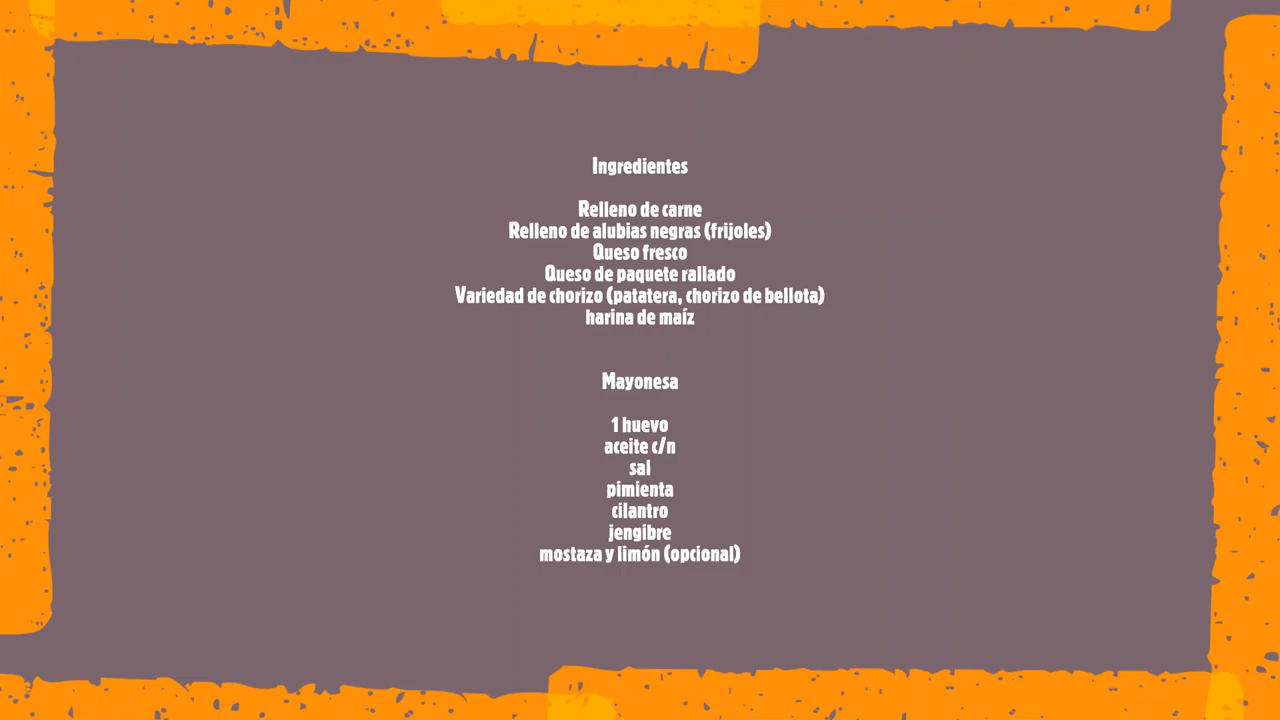 Ingredientes
Relleno de carne
Relleno de alubias negras (frijoles)
Queso fresco
Queso de paquete rallado
Variedad de chorizo (patatera, chorizo de bellota)
harina de maíz
Mayonesa
1 huevo
aceite c/n
sal
pimienta
cilantro
jengibre
mostaza y limón (opcional)